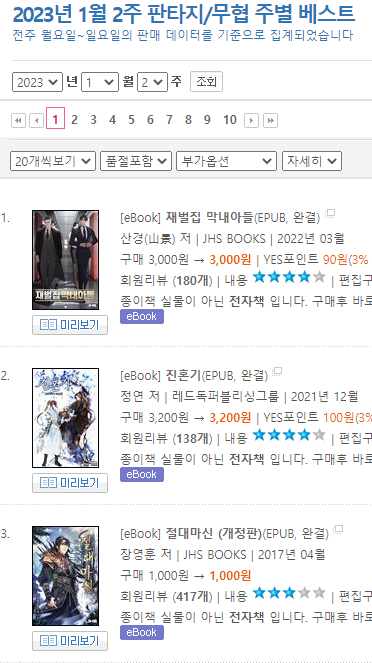 2023년 1월 2주 판타지/무협 주별 베스트
전주 월요일~일요일의 판매 데이터를 기준으로 집계되었습니다
2023 년 1 월 2 주 조회
1 2 3 4 5 6 7 8 9 10
20개씩보기 품절포함 부가옵션 자세히
1. [eBook] 재벌집 막내아들(EPUB, 완결)
산경(山景) 저 | JHS BOOKS | 2022년 03월
구매 3,000원 → 3,000원 | YES포인트 90원(3%
회원리뷰 (180개) | 내용 | 편집구
종이책 실물이 아닌 전자책 입니다. 구매후 바로
재벌집 막내아들
미리보기
eBook
2. [eBook] 진혼기(EPUB, 완결)
정연 저 | 레드독퍼블리싱그룹 | 2021년 12월
구매 3,200원 → 3,200원 | YES포인트 100원(3%
회원리뷰 (138개) | 내용 | 편집구
종이책 실물이 아닌 전자책 입니다. 구매후 바로
미리보기
eBook
3. [eBook] 절대마신 (개정판)(EPUB, 완결)
장영훈 저 | JHS BOOKS | 2017년 04월
구매 1,000원 → 1,000원
회원리뷰 (417개) | 내용 | 편집구
종이책 실물이 아닌 전자책 입니다. 구매후 바로
미리보기
eBook